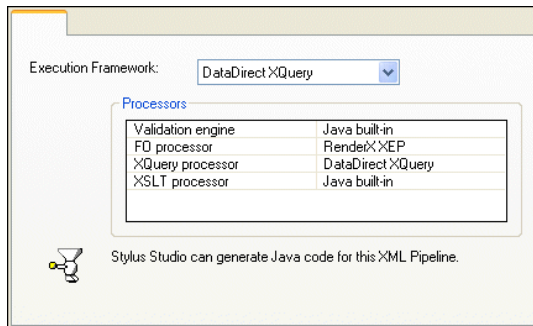 Execution Framework: DataDirect XQuery
Processors
Validation engine Java built-in
FO processor RenderX XEP
XQuery processor DataDirect XQuery
XSLT processor Java built-in
Stylus Studio can generate Java code for this XML Pipeline.